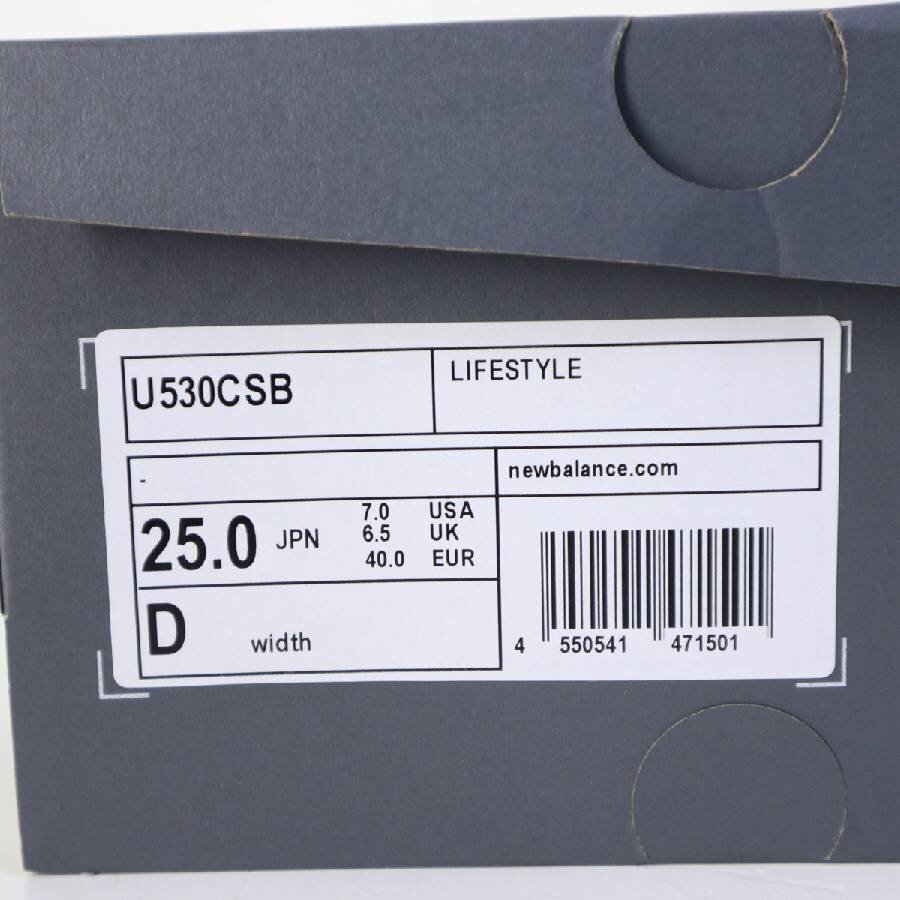 U530CSB
LIFESTYLE
-
newbalance.com
25.0 JPN
7.0 USA
6.5 UK
40.0 EUR
D width
4 550541 471501